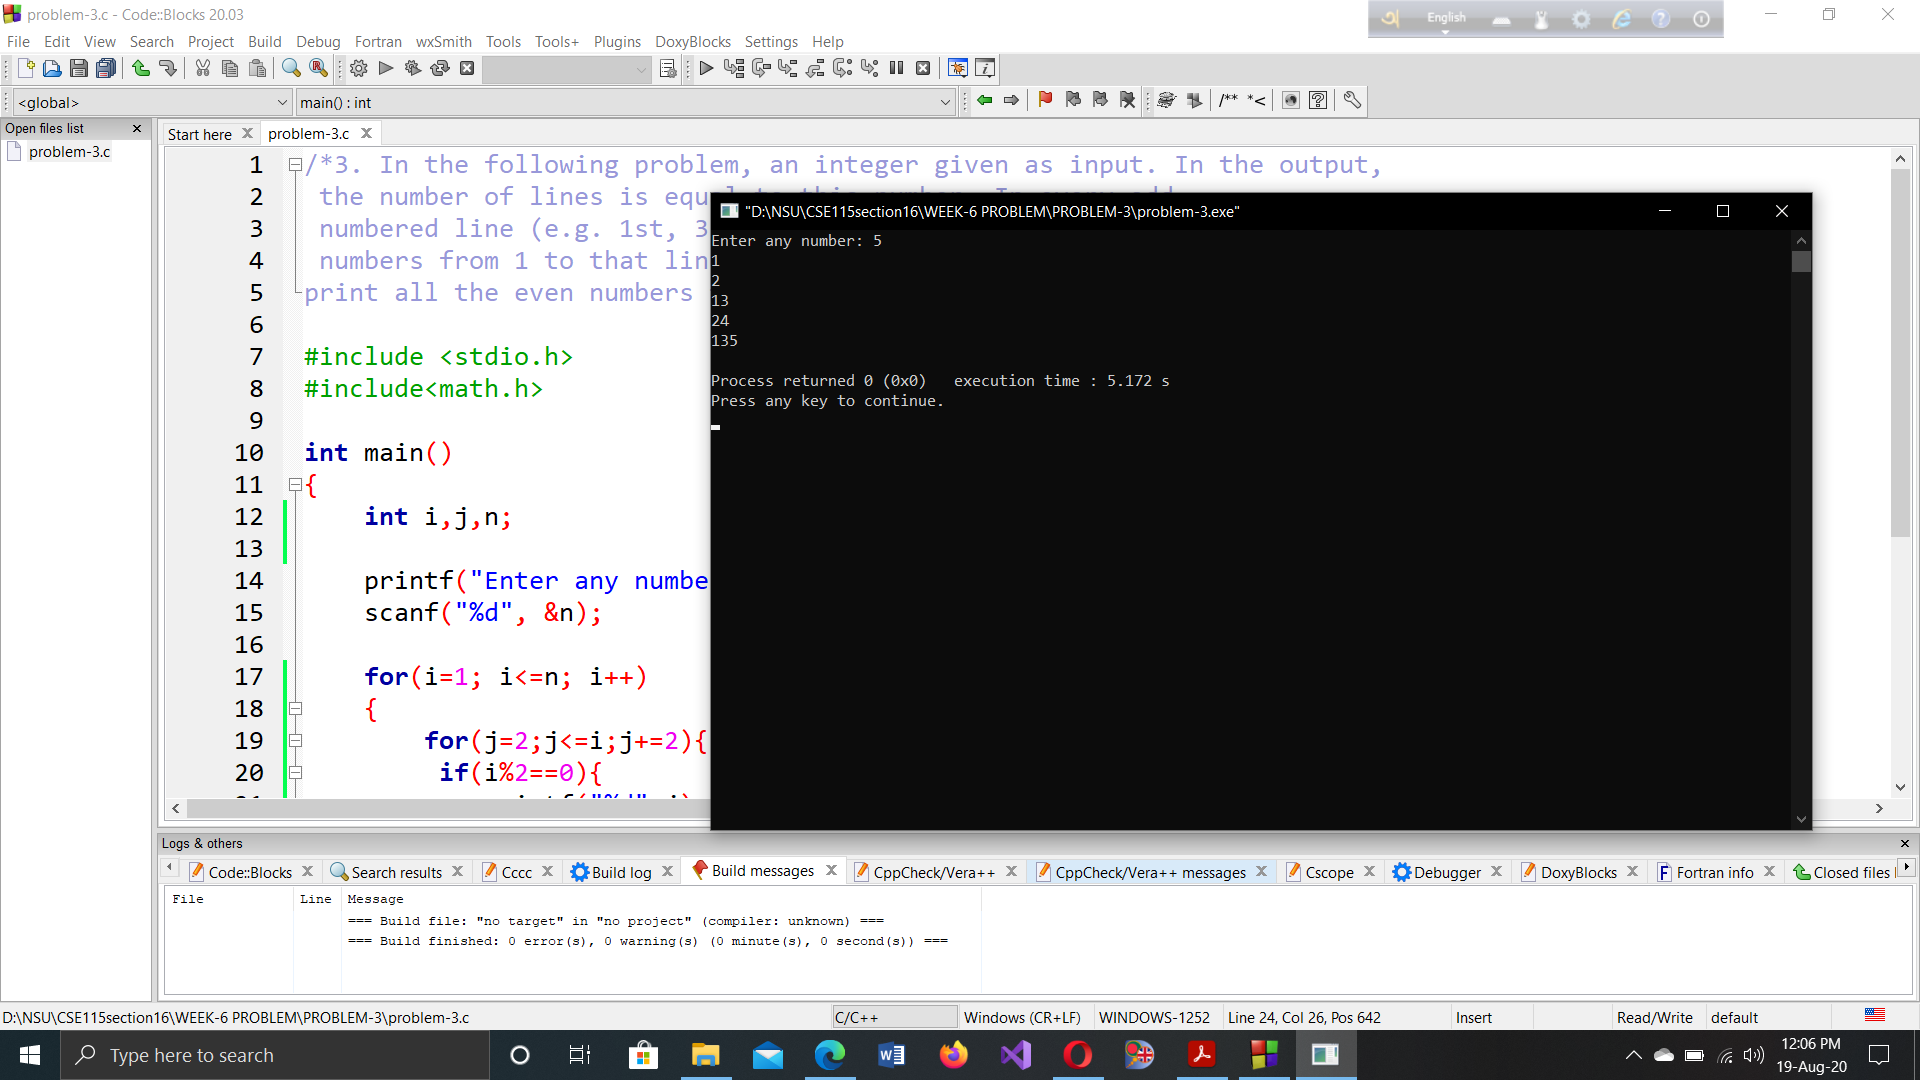 problem-3.c - Code::Blocks 20.03
English
File Edit View Search Project Build Debug Fortran wxSmith Tools Tools+ Plugins DoxyBlocks Settings Help
<global>
main() : int
/** *<
Open files list
problem-3.c
Start here
problem-3.c
1 /*3. In the following problem, an integer given as input. In the output,
2 the number of lines is
3 numbered line (e.g. 1st,
4 numbers from 1 to that
5 print all the even numbers
6
7 #include <stdio.h>
8 #include<math.h>
9
10 int main()
11 {
12 int i,j,n;
13
14 printf("Enter any numbe
15 scanf("%d", &n);
16
17 for(i=1; i<=n; i++)
18 {
19 for(j=2;j<=i;j+=2){
20 if(i%2==0){
"D:\NSU\CSE115section16\WEEK-6 PROBLEM\PROBLEM-3\problem-3.exe"
Enter any number: 5
1
2
13
24
135
Process returned 0 (0x0) execution time : 5.172 s
Press any key to continue.
Logs & others
Code::Blocks
Search results
Cccc
Build log
Build messages
CppCheck/Vera++
CppCheck/Vera++ messages
Cscope
Debugger
DoxyBlocks
Fortran info
Closed files
File Line Message
=== Build file: "no target" in "no project" (compiler: unknown) ===
=== Build finished: 0 error(s), 0 warning(s) (0 minute(s), 0 second(s)) ===
D:\NSU\CSE115section16\WEEK-6 PROBLEM\PROBLEM-3\problem-3.c
C/C++
Windows (CR+LF)
WINDOWS-1252
Line 24, Col 26, Pos 642
Insert
Read/Write
default
Type here to search
12:06 PM
19-Aug-20